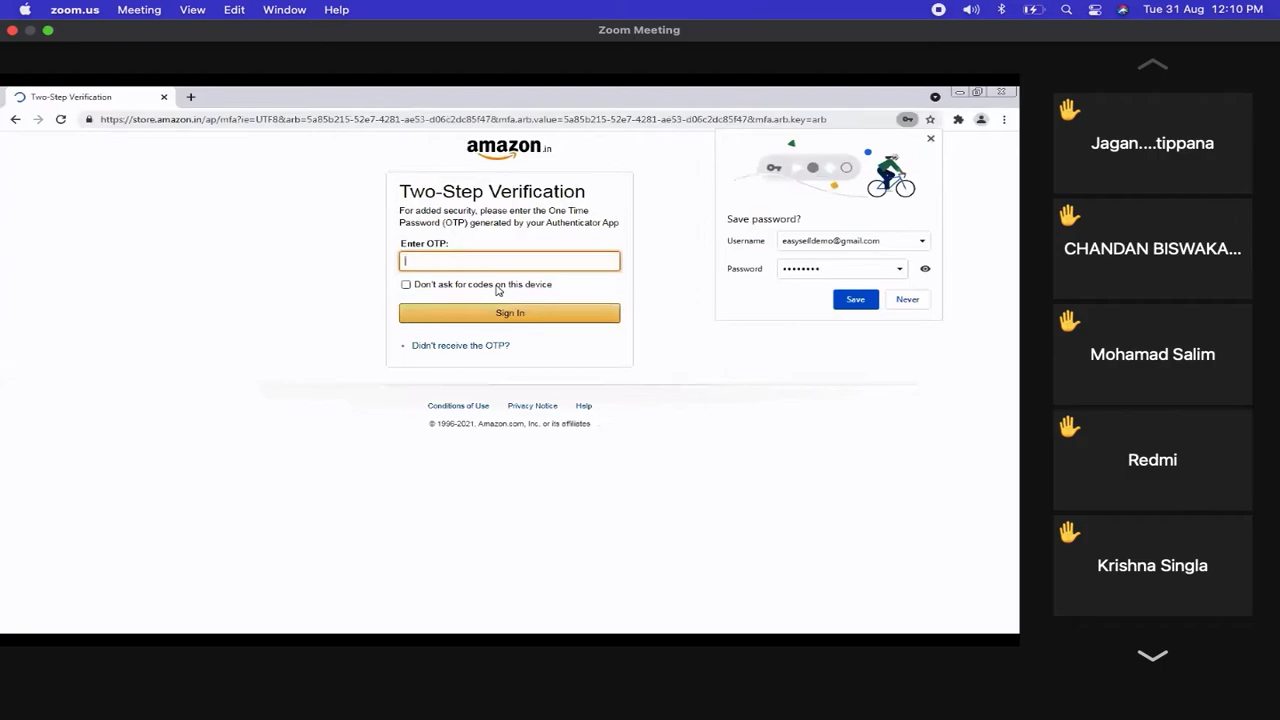 zoom.us Meeting View Edit Window Help Tue 31 Aug 12:10 PM
Zoom Meeting
Two-Step Verification
https://store.amazon.in/ap/mfa?ie=UTF8&arb=5a85b215-52e7-4281-ae53-d06c2dc85f47&mfa.arb.value=5a85b215-52e7-4281-ae53-d06c2dc85f47&mfa.arb.key=arb
amazon.in
Two-Step Verification
For added security, please enter the One Time
Password (OTP) generated by your Authenticator App
Enter OTP:
Don't ask for codes on this device
Sign In
Didn't receive the OTP?
Conditions of Use Privacy Notice Help
© 1996-2021, Amazon.com, Inc. or its affiliates
Save password?
Username easyselldemo@gmail.com
Password ••••••••
Save Never
Jagan....tippana
CHANDAN BISWAKA...
Mohamad Salim
Redmi
Krishna Singla